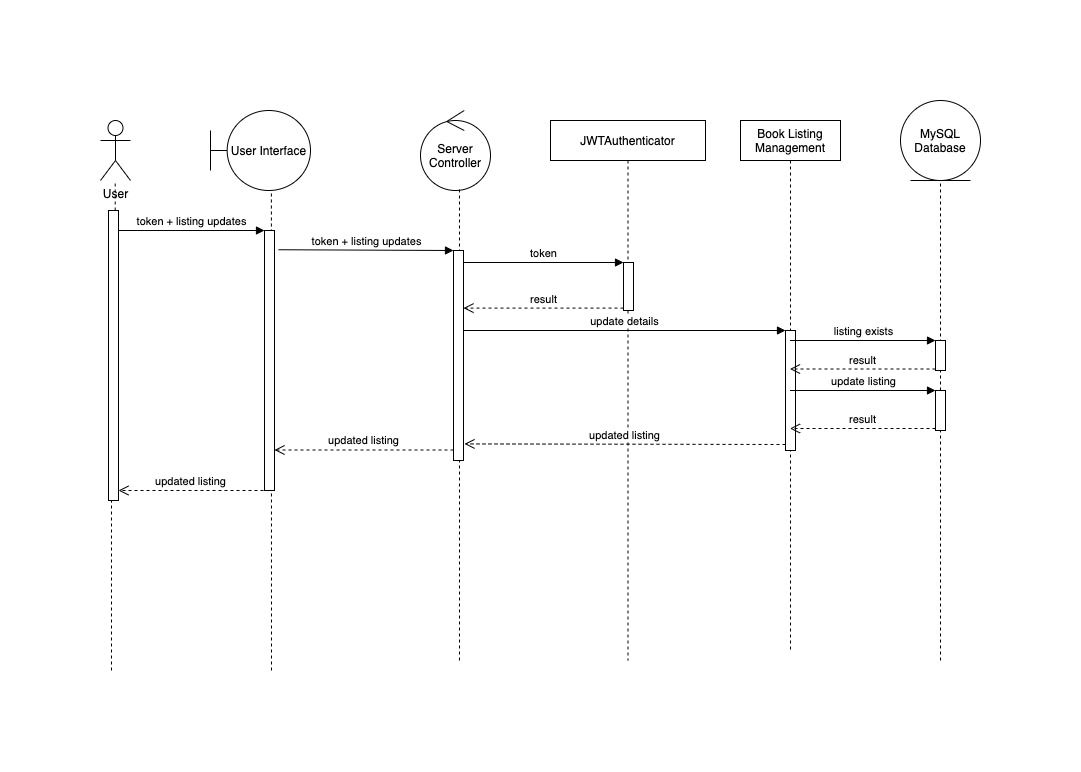 User
User Interface
Server
Controller
JWTAuthenticator
Book Listing
Management
MySQL
Database
token + listing updates
token + listing updates
token
result
update details
listing exists
result
update listing
result
updated listing
updated listing
updated listing